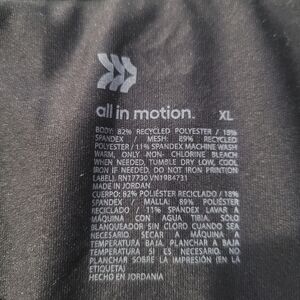 all in motion. XL
BODY: 82% RECYCLED POLYESTER / 18%
SPANDEX / MESH: 89% RECYCLED
POLYESTER / 11% SPANDEX MACHINE WASH
WARM, ONLY NON- CHLORINE BLEACH
WHEN NEEDED, TUMBLE DRY LOW, COOL
IRON IF NEEDED, DO NOT IRON PRINTION
LABEL). RN17730 VN19B4731
MADE IN JORDAN
CUERPO: 82% POLIÉSTER RECICLADO / 18%
SPANDEX / MALLA: 89% POLIÉSTER
RECICLADO / 11% SPANDEX LAVAR A
MÁQUINA CON AGUA TIBIA. SÓLO
BLANQUEADOR SIN CLORO CUANDO SEA
NECESARIO. SECAR A MÁQUINA A
TEMPERATURA BAJA. PLANCHAR A BAJA
TEMPERATURA SI ES NECESARIO. NO
PLANCHAR SOBRE LA IMPRESIÓN (EN LA
ETIQUETA)
HECHO EN JORDANIA